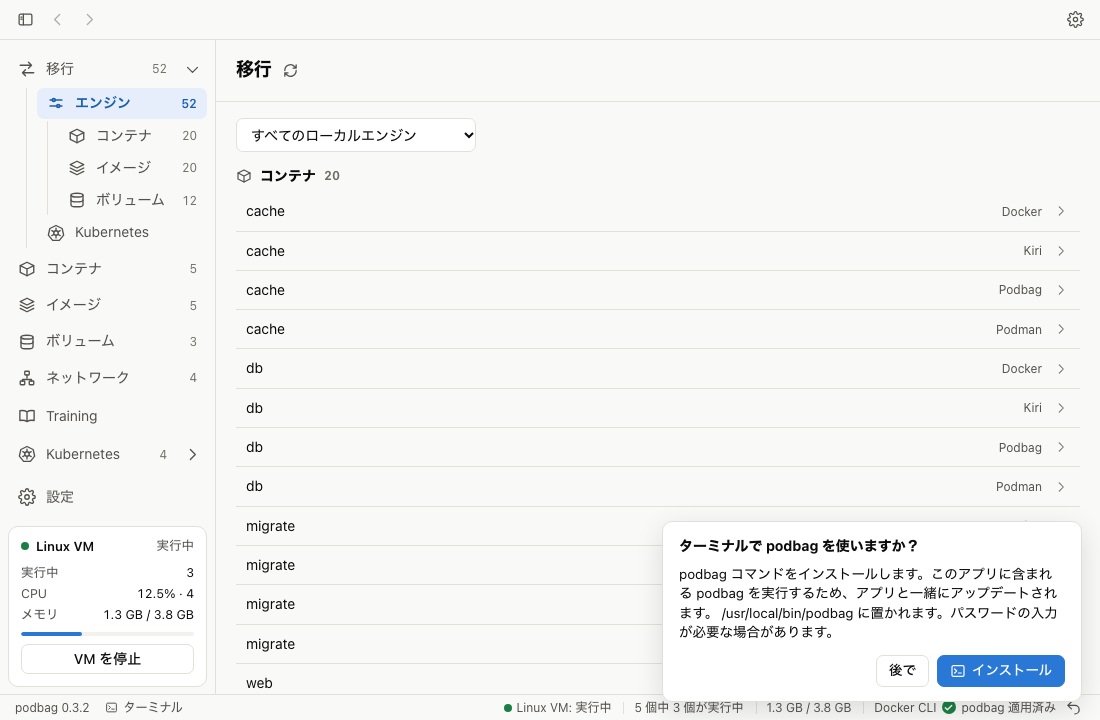 移行 52
エンジン 52
コンテナ 20
イメージ 20
ボリューム 12
Kubernetes
コンテナ 5
イメージ 5
ボリューム 3
ネットワーク 4
Training
Kubernetes 4
設定
Linux VM 実行中
実行中 3
CPU 12.5% · 4
メモリ 1.3 GB / 3.8 GB
VM を停止
移行
すべてのローカルエンジン
コンテナ 20
cache Docker
cache Kiri
cache Podbag
cache Podman
db Docker
db Kiri
db Podbag
db Podman
migrate
migrate
migrate
migrate
web
ターミナルで podbag を使いますか？
podbag コマンドをインストールします。このアプリに含まれ
る podbag を実行するため、アプリと一緒にアップデートされ
ます。 /usr/local/bin/podbag に置かれます。パスワードの入力
が必要な場合があります。
後で インストール
podbag 0.3.2 ターミナル Linux VM: 実行中 5 個中 3 個が実行中 1.3 GB / 3.8 GB Docker CLI podbag 適用済み